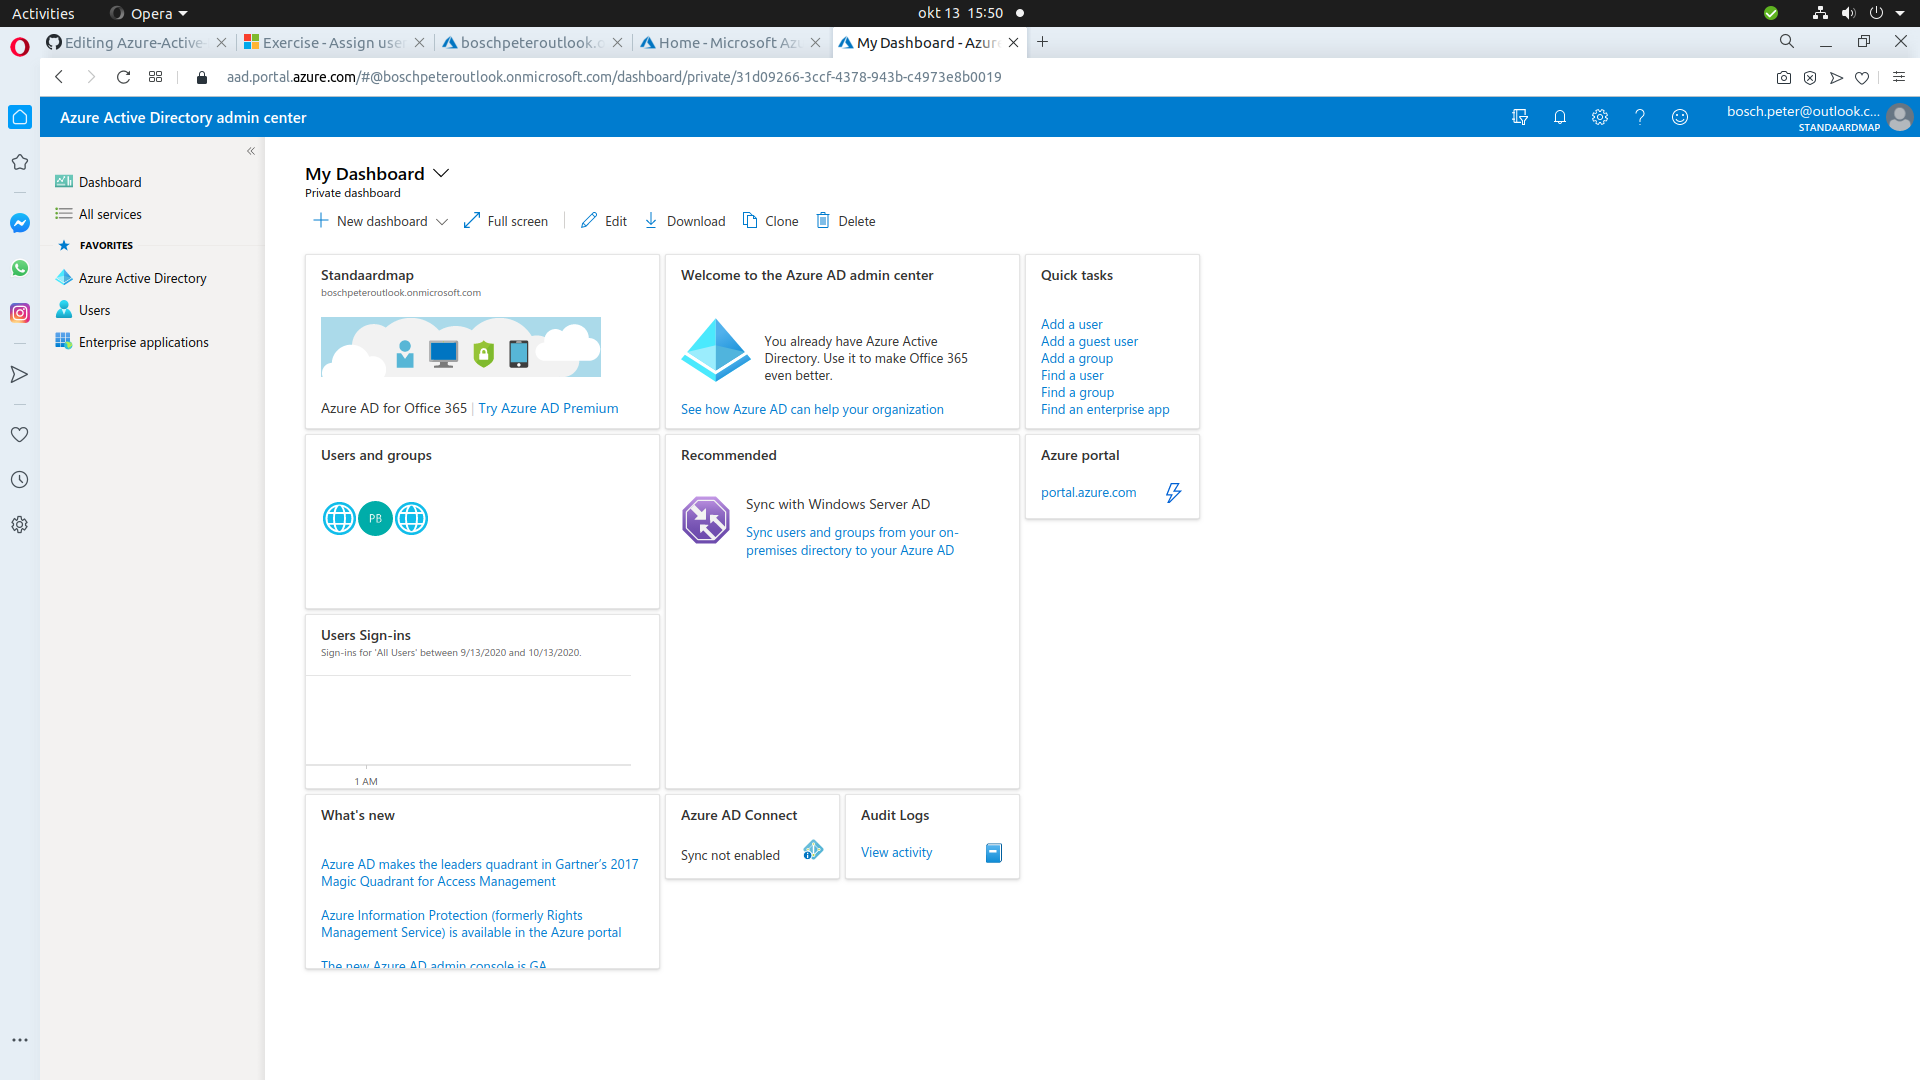 Activities
Opera
okt 13 15:50
Editing Azure-Active-
Exercise - Assign user
boschpeteroutlook.o
Home - Microsoft Azu
My Dashboard - Azure
aad.portal.azure.com/#@boschpeteroutlook.onmicrosoft.com/dashboard/private/31d09266-3ccf-4378-943b-c4973e8b0019
Azure Active Directory admin center
bosch.peter@outlook.c...
STANDAARDMAP
Dashboard
All services
FAVORITES
Azure Active Directory
Users
Enterprise applications
My Dashboard
Private dashboard
New dashboard
Full screen
Edit
Download
Clone
Delete
Standaardmap
boschpeteroutlook.onmicrosoft.com
Azure AD for Office 365 | Try Azure AD Premium
Welcome to the Azure AD admin center
You already have Azure Active
Directory. Use it to make Office 365
even better.
See how Azure AD can help your organization
Quick tasks
Add a user
Add a guest user
Add a group
Find a user
Find a group
Find an enterprise app
Users and groups
PB
Recommended
Sync with Windows Server AD
Sync users and groups from your on-
premises directory to your Azure AD
Azure portal
portal.azure.com
Users Sign-ins
Sign-ins for 'All Users' between 9/13/2020 and 10/13/2020.
1 AM
What's new
Azure AD makes the leaders quadrant in Gartner’s 2017
Magic Quadrant for Access Management
Azure Information Protection (formerly Rights
Management Service) is available in the Azure portal
The new Azure AD admin console is GA
Azure AD Connect
Sync not enabled
Audit Logs
View activity